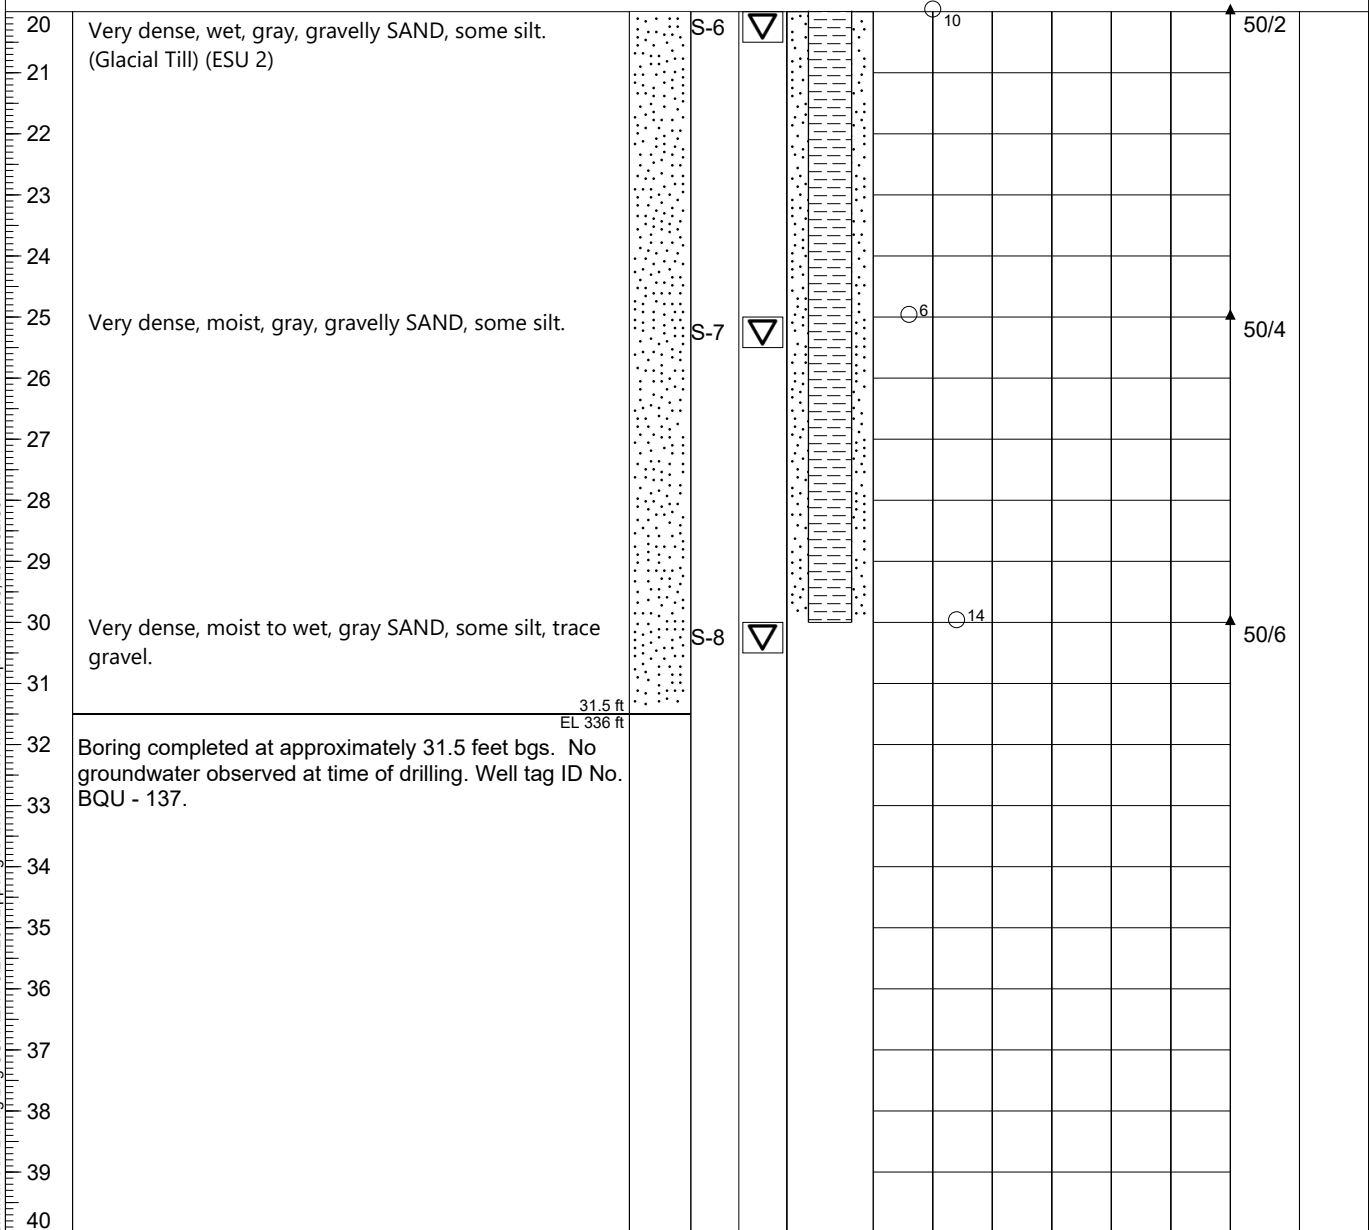 20
Very dense, wet, gray, gravelly SAND, some silt.
(Glacial Till) (ESU 2)
S-6
10
50/2
21
22
23
24
25
Very dense, moist, gray, gravelly SAND, some silt.
S-7
6
50/4
26
27
28
29
30
Very dense, moist to wet, gray SAND, some silt, trace
gravel.
S-8
14
50/6
31
31.5 ft
EL 336 ft
32
Boring completed at approximately 31.5 feet bgs. No
groundwater observed at time of drilling. Well tag ID No.
BQU - 137.
33
34
35
36
37
38
39
40